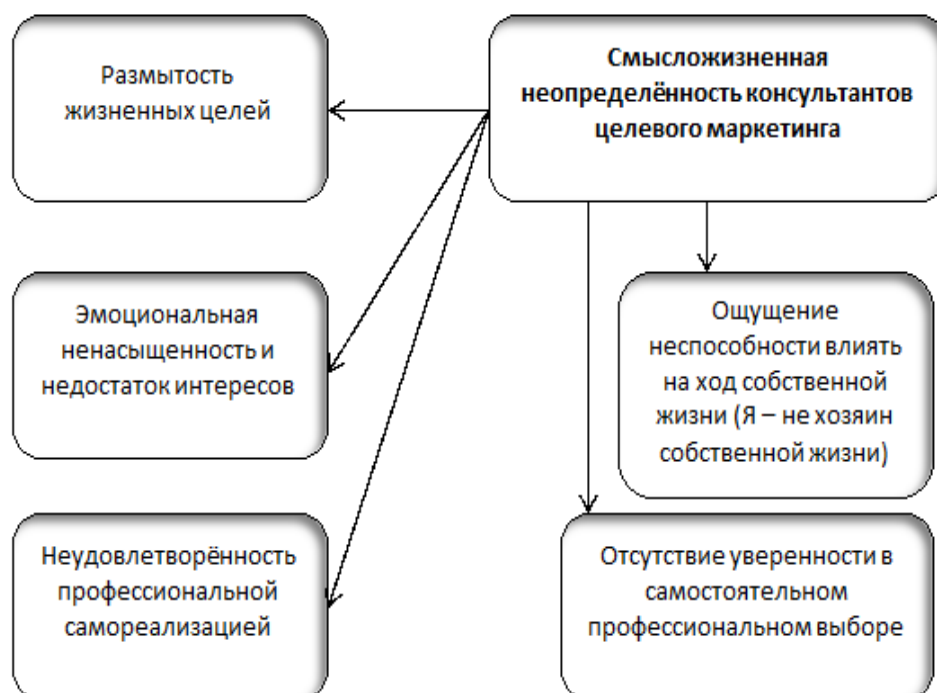 Размытость
жизненных целей
Смысложизненная
неопределённость консультантов
целевого маркетинга
Эмоциональная
ненасыщенность и
недостаток интересов
Ощущение
неспособности влиять
на ход собственной
жизни (Я – не хозяин
собственной жизни)
Неудовлетворённость
профессиональной
самореализацией
Отсутствие уверенности в
самостоятельном
профессиональном выборе